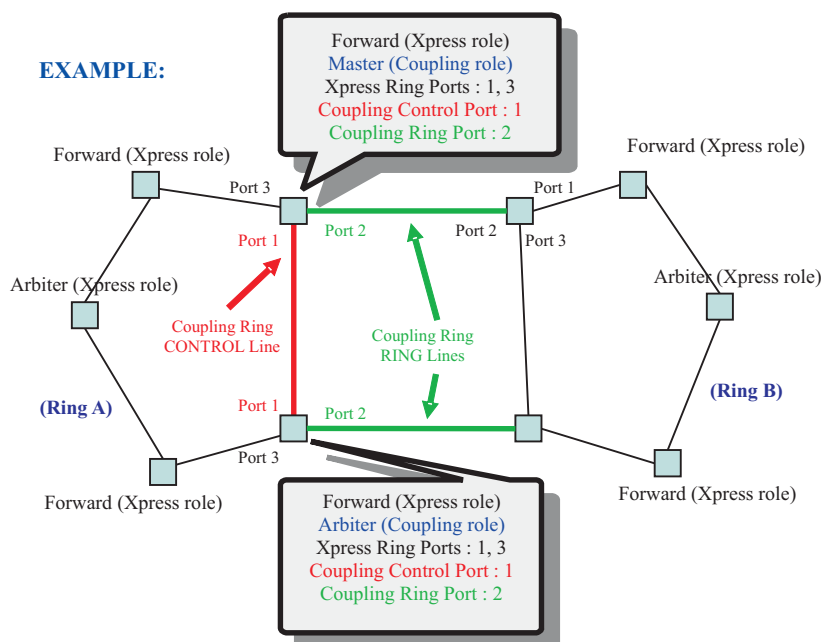 EXAMPLE:
Forward (Xpress role)
Master (Coupling role)
Xpress Ring Ports : 1, 3
Coupling Control Port : 1
Coupling Ring Port : 2
Forward (Xpress role)
Forward (Xpress role)
Port 3
Port 1
Port 1
Port 2
Port 2
Port 3
Arbiter (Xpress role)
Arbiter (Xpress role)
Coupling Ring
CONTROL Line
Coupling Ring
RING Lines
(Ring A)
(Ring B)
Port 1
Port 2
Port 3
Forward (Xpress role)
Forward (Xpress role)
Forward (Xpress role)
Arbiter (Coupling role)
Xpress Ring Ports : 1, 3
Coupling Control Port : 1
Coupling Ring Port : 2